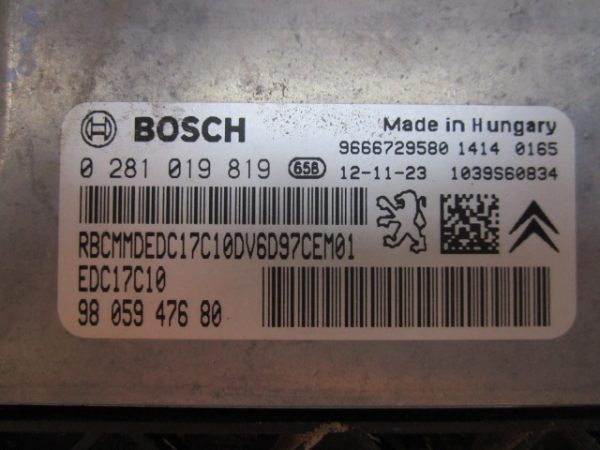 BOSCH Made in Hungary
9666729580 1414 0165
0 281 019 819 658 12-11-23 1039S60834
RBCMMDEDC17C10DV6D97CEM01
EDC17C10
98 059 476 80